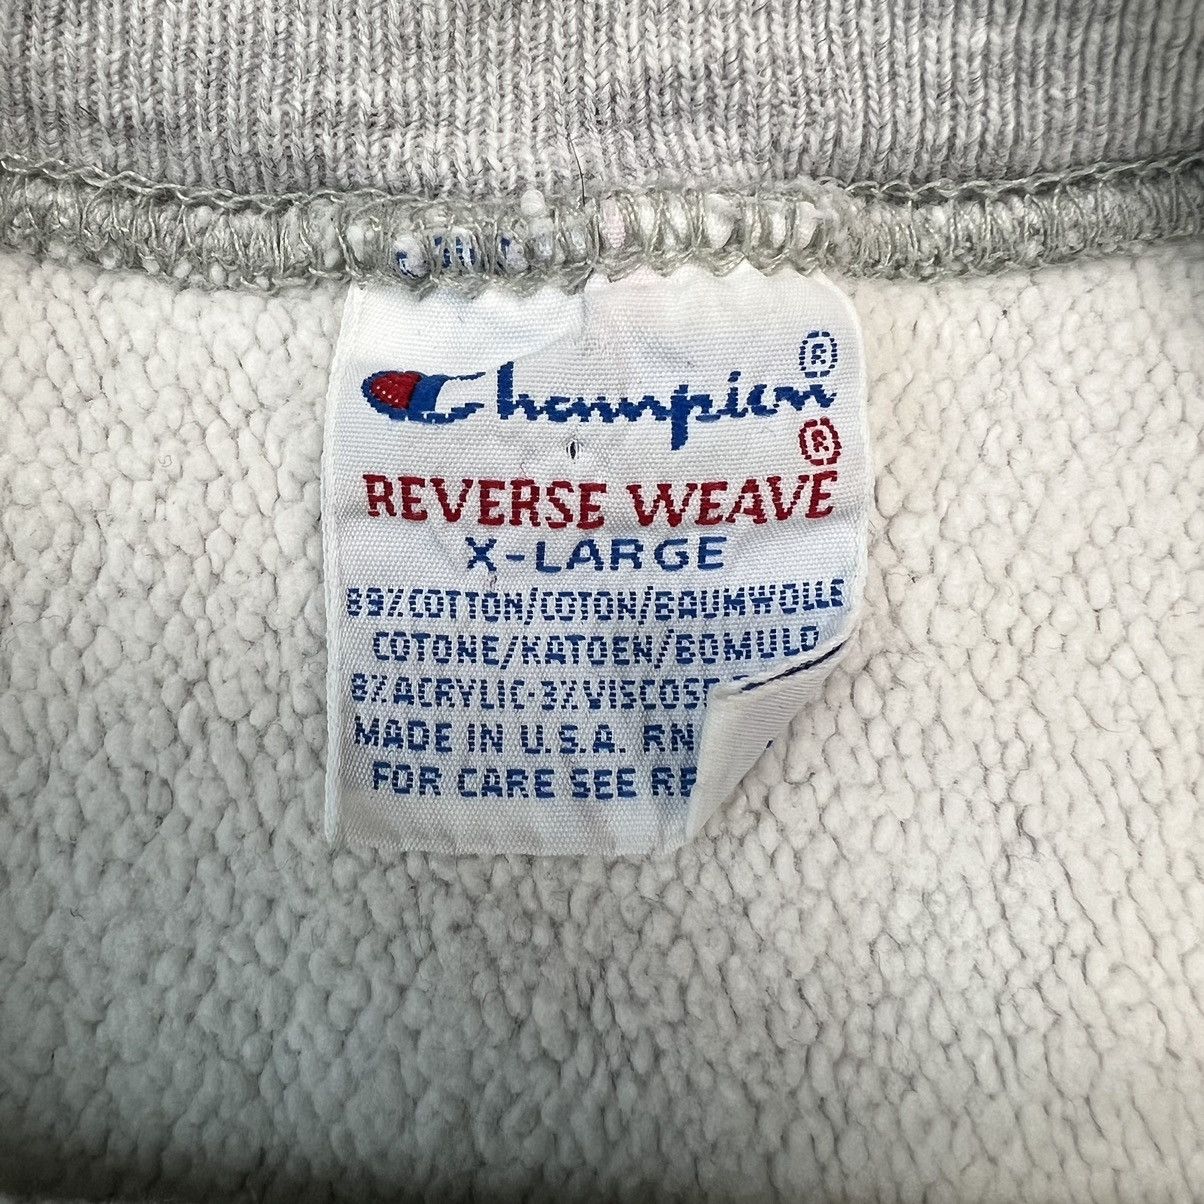 Champion®
®
REVERSE WEAVE
X-LARGE
89%COTTON/COTON/BAUMWOLLE
COTONE/KATOEN/BOMULD
8%ACRYLIC-3%VISCOSE
MADE IN U.S.A. RN
FOR CARE SEE